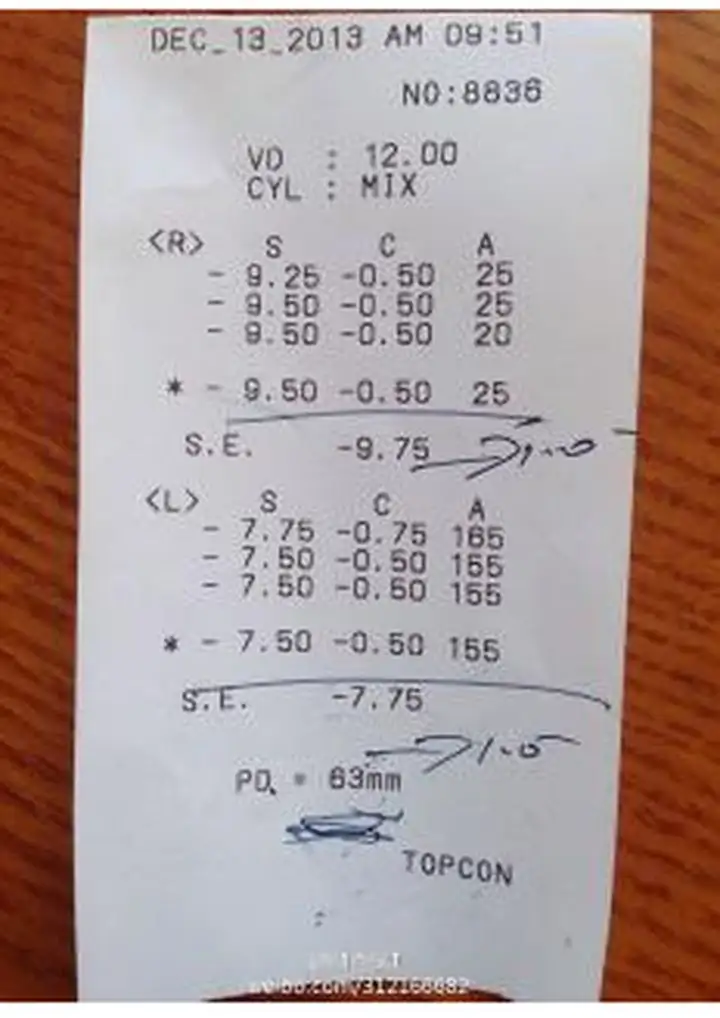 DEC_13_2013 AM 09:51
NO:8836
VD : 12.00
CYL : MIX
<R> S C A
- 9.25 -0.50 25
- 9.50 -0.50 25
- 9.50 -0.50 20
* - 9.50 -0.50 25
S.E. -9.75
<L> S C A
- 7.75 -0.75 165
- 7.50 -0.50 155
- 7.50 -0.50 155
* - 7.50 -0.50 155
S.E. -7.75
1.0
PD. = 63mm
TOPCON